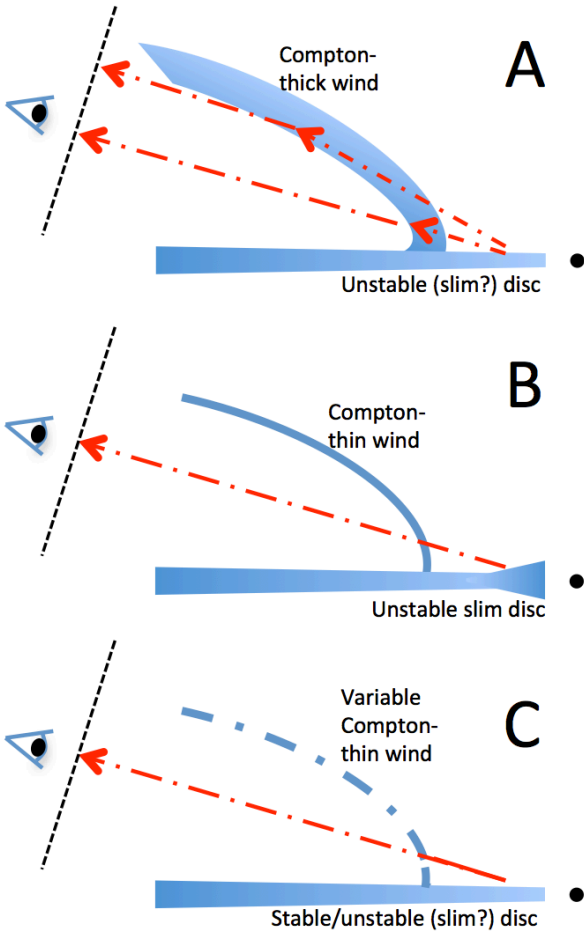 A
Compton-
thick wind
Unstable (slim?) disc
B
Compton-
thin wind
Unstable slim disc
C
Variable
Compton-
thin wind
Stable/unstable (slim?) disc